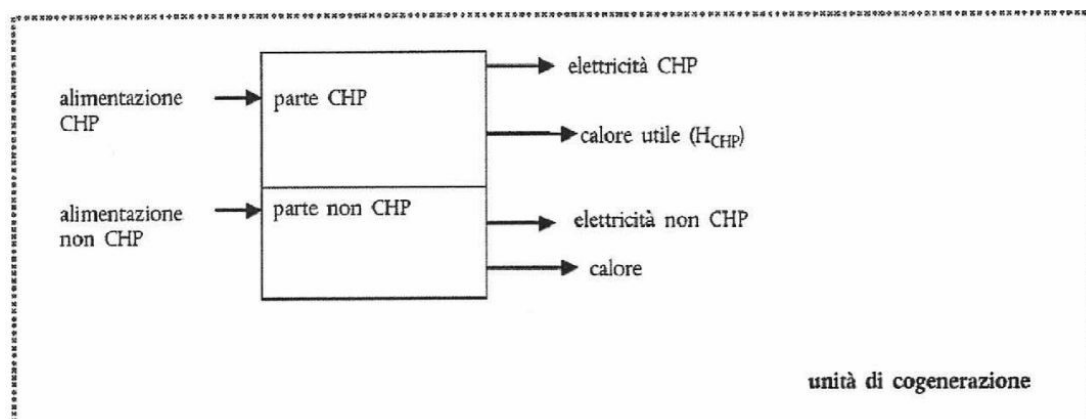 elettricità CHP
alimentazione
CHP
parte CHP
calore utile (H_CHP)
alimentazione
non CHP
parte non CHP
elettricità non CHP
calore
unità di cogenerazione